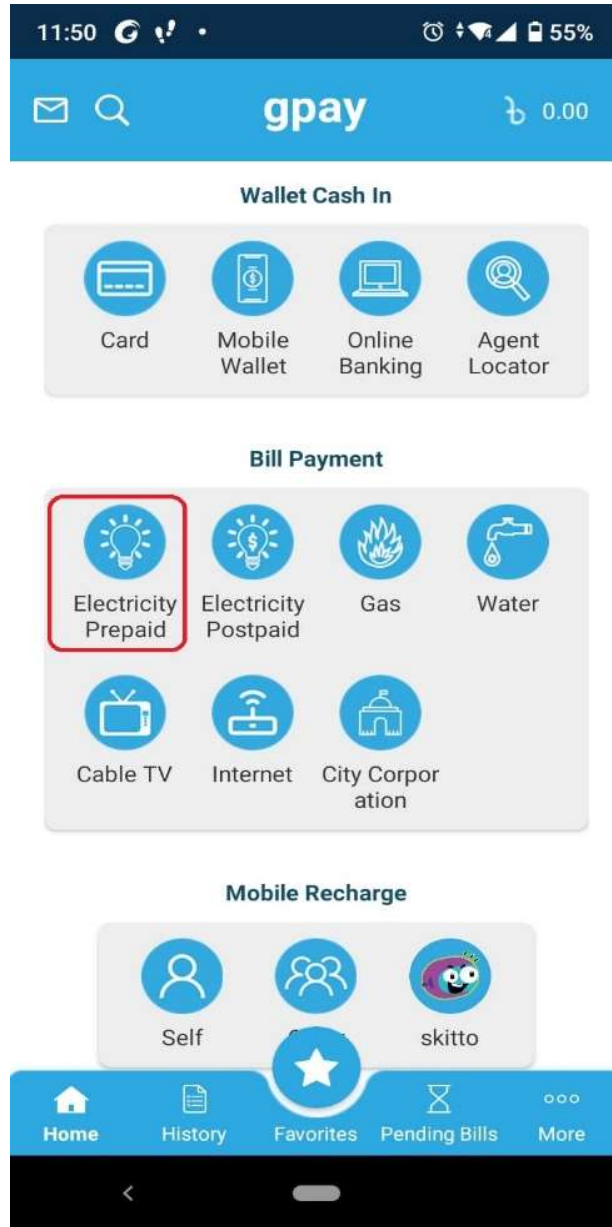 11:50 55%
gpay ৳ 0.00
Wallet Cash In
Card Mobile Wallet Online Banking Agent Locator
Bill Payment
Electricity Prepaid Electricity Postpaid Gas Water
Cable TV Internet City Corpor ation
Mobile Recharge
Self skitto
Home History Favorites Pending Bills More